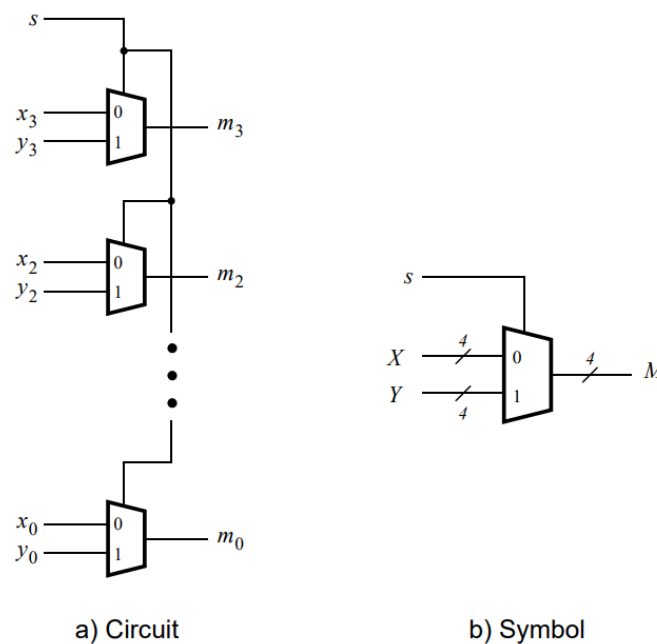 s
x3 0
y3 1
m3
x2 0
y2 1
m2
x0 0
y0 1
m0
a) Circuit
s
X 4 0
Y 4 1
4 M
b) Symbol